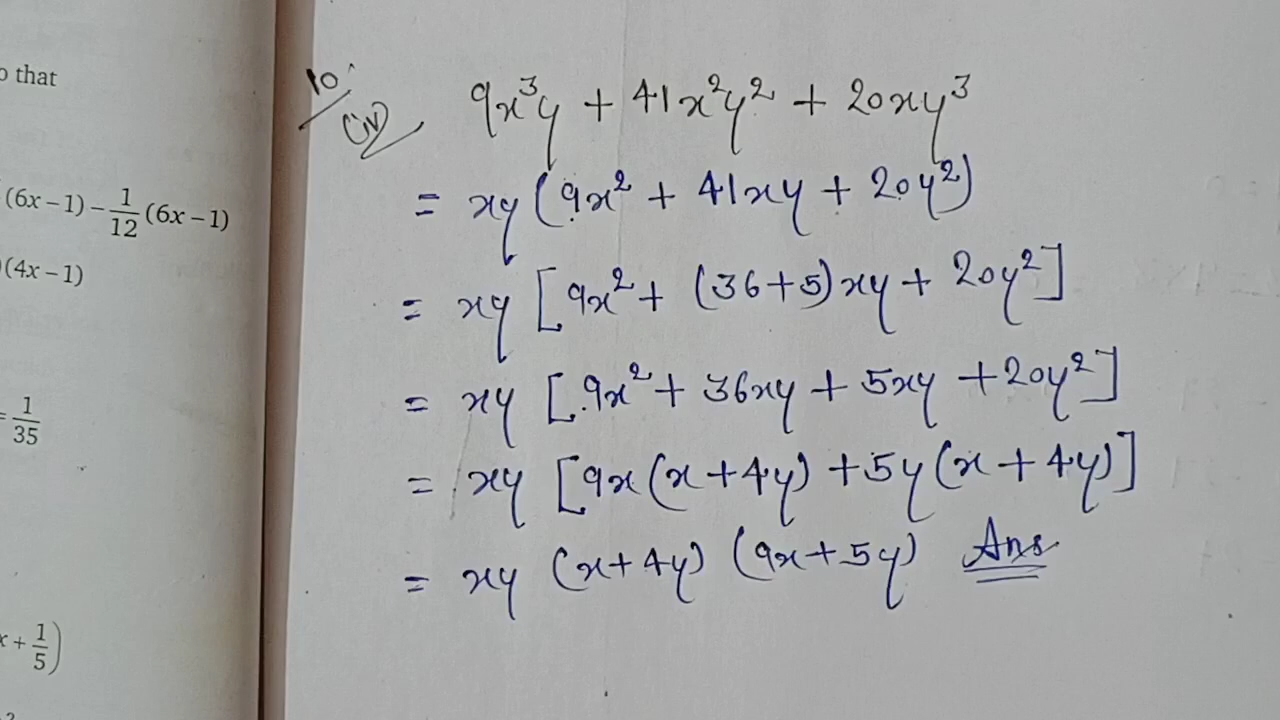 o that
(6x−1)−1/12(6x−1)
(4x−1)
=1/35
x+1/5)
10.
(iv) 9x³y + 41x²y² + 20xy³
= xy (9x² + 41xy + 20y²)
= xy [9x² + (36+5)xy + 20y²]
= xy [9x² + 36xy + 5xy + 20y²]
= xy [9x(x+4y) + 5y(x+4y)]
= xy (x+4y) (9x+5y) Ans